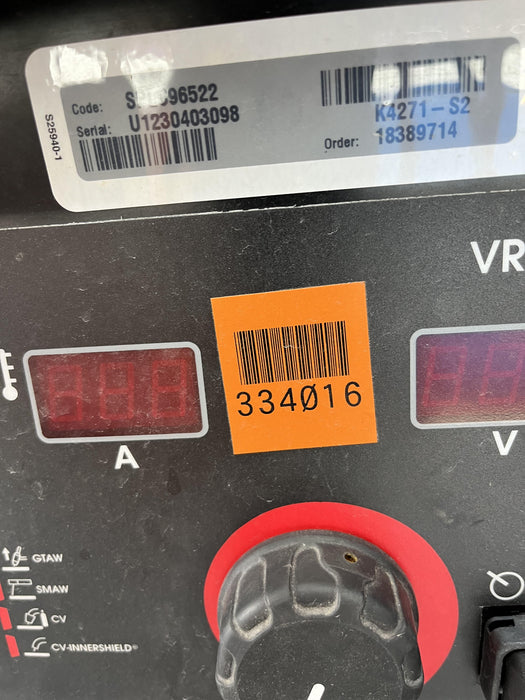 S25940-1
Code:
Serial: U1230403098
K4271-S2
Order: 18389714
VR
334016
A
V
GTAW
SMAW
CV
CV-INNERSHIELD®